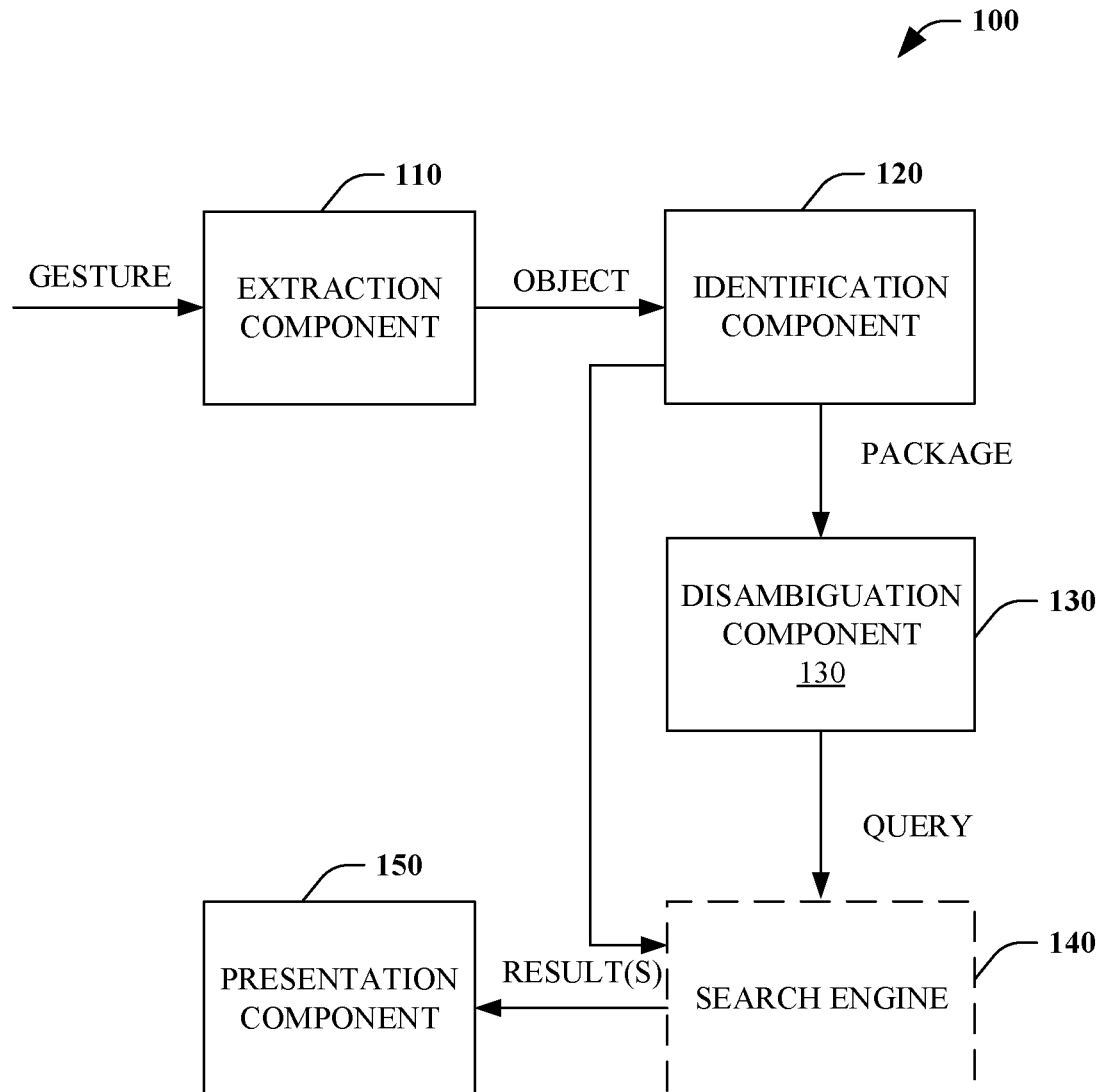 100
110
120
GESTURE
EXTRACTION
COMPONENT
OBJECT
IDENTIFICATION
COMPONENT
PACKAGE
DISAMBIGUATION
COMPONENT
130
130
QUERY
150
140
PRESENTATION
COMPONENT
RESULT(S)
SEARCH ENGINE